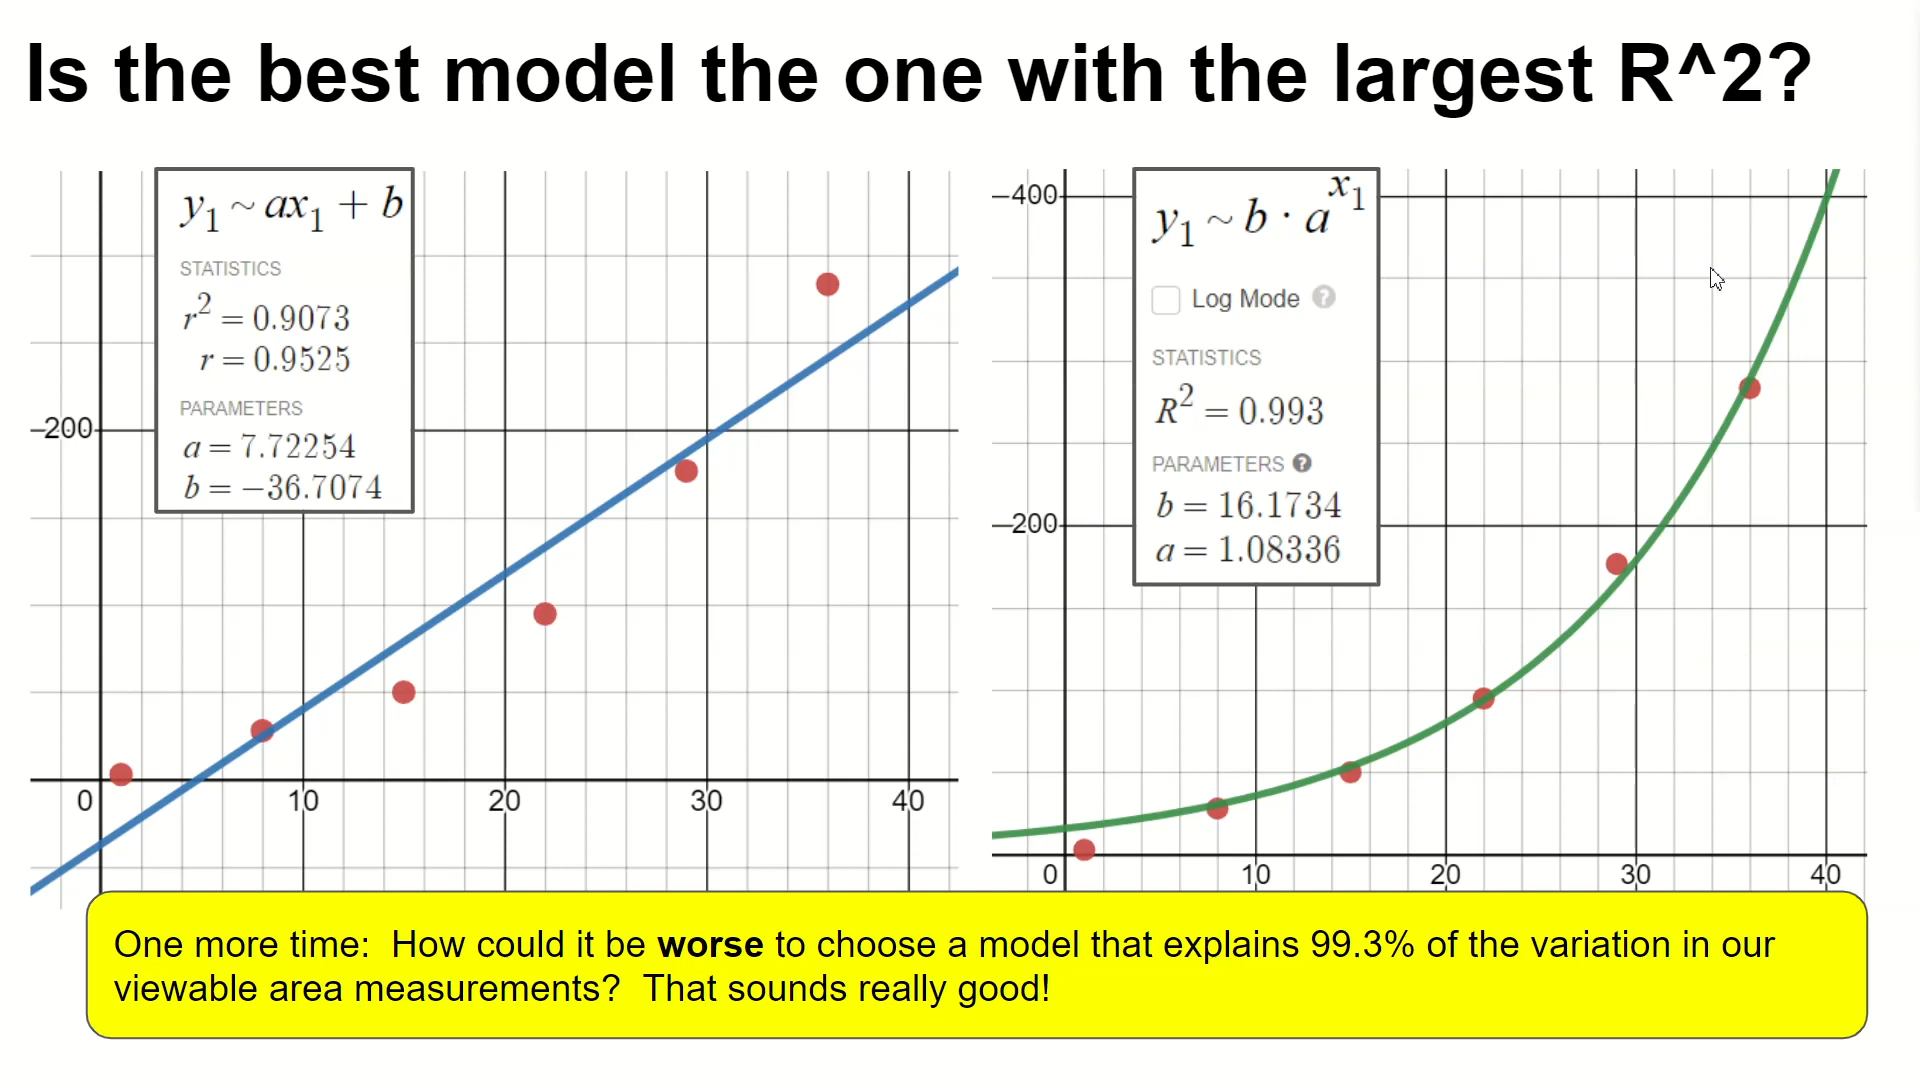 Is the best model the one with the largest R^2?
y₁ ~ ax₁ + b
STATISTICS
r² = 0.9073
r = 0.9525
PARAMETERS
a = 7.72254
b = −36.7074
200
0
10
20
30
40
y₁ ~ b · a^x₁
Log Mode ?
STATISTICS
R² = 0.993
PARAMETERS ?
b = 16.1734
a = 1.08336
400
200
0
10
20
30
40
One more time:  How could it be worse to choose a model that explains 99.3% of the variation in our
viewable area measurements?  That sounds really good!